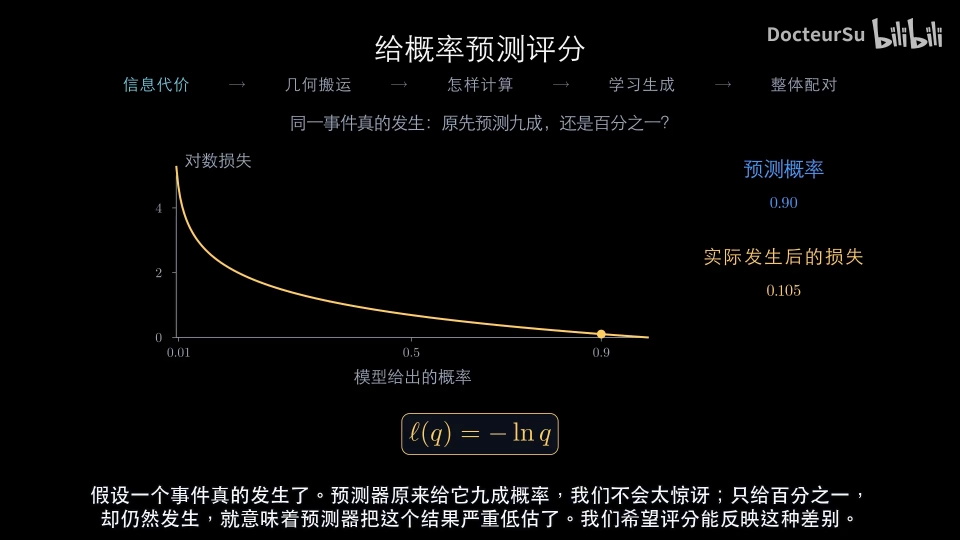 DocteurSu bilibili
给概率预测评分
信息代价 → 几何搬运 → 怎样计算 → 学习生成 → 整体配对
同一事件真的发生：原先预测九成，还是百分之一？
对数损失
4
2
0
0.01 0.5 0.9
模型给出的概率
预测概率
0.90
实际发生后的损失
0.105
ℓ(q) = − ln q
假设一个事件真的发生了。预测器原来给它九成概率，我们不会太惊讶；只给百分之一，
却仍然发生，就意味着预测器把这个结果严重低估了。我们希望评分能反映这种差别。